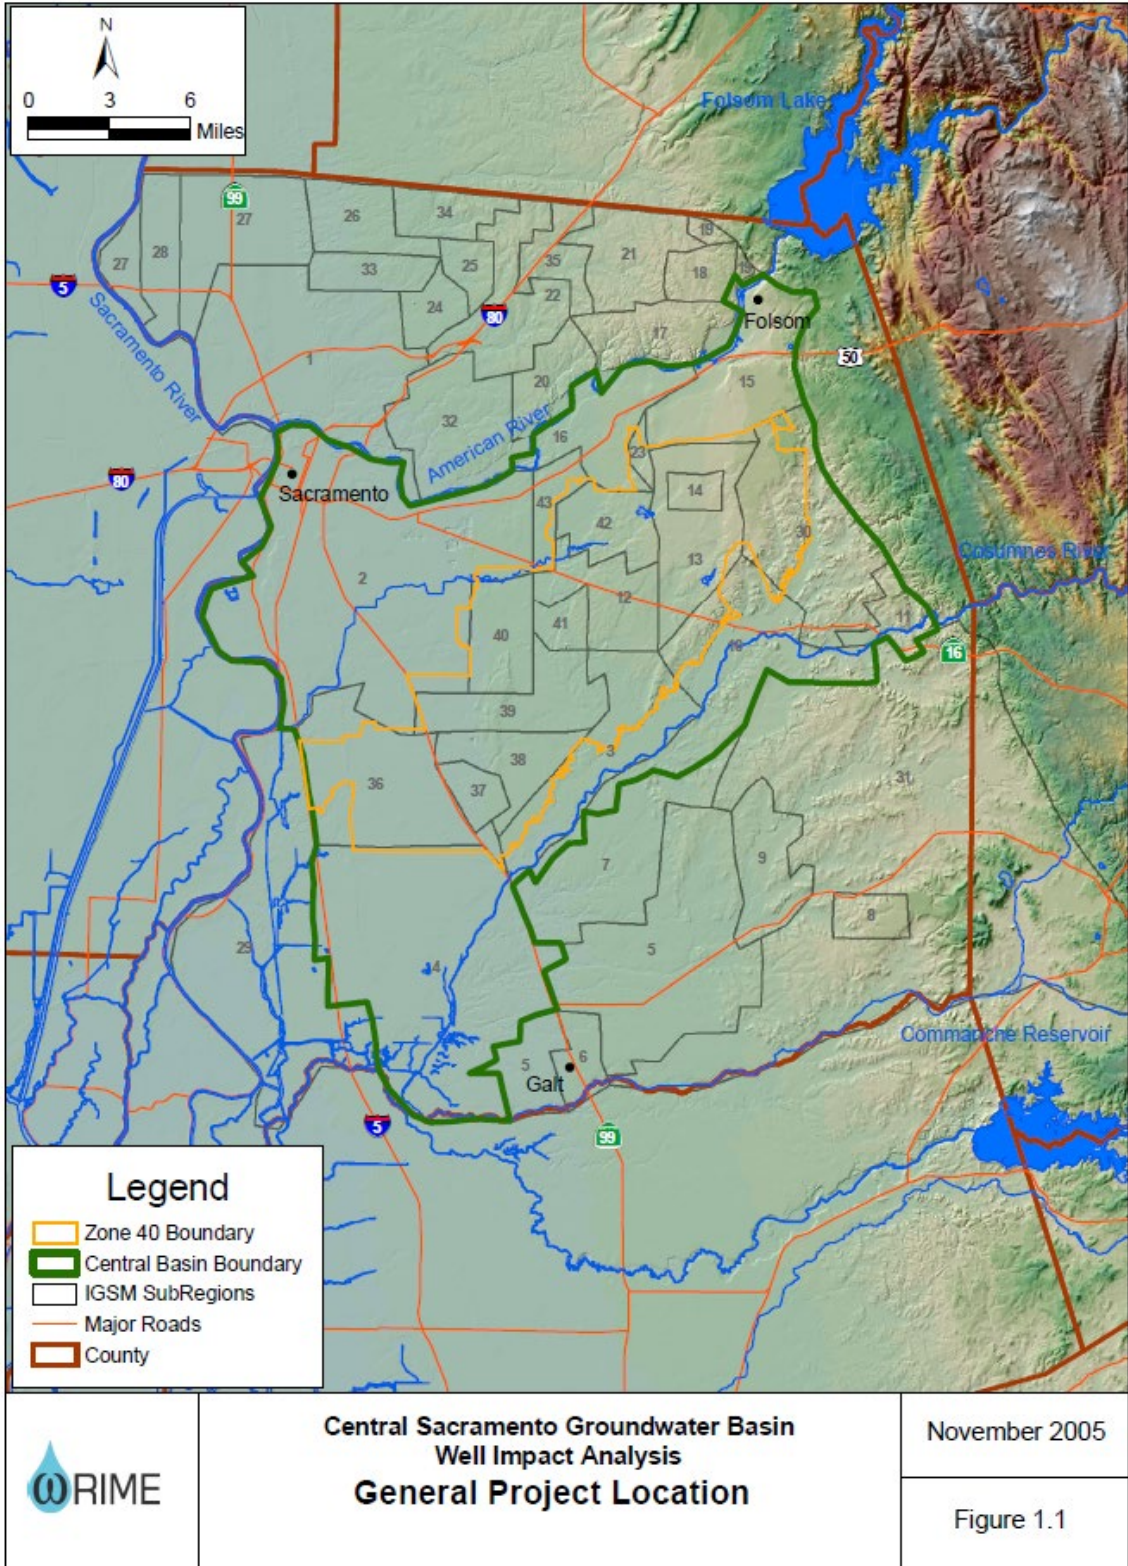 N
0 3 6
Miles
Folsom Lake
99
27
26
34
19
27
28
33
25
35
21
18
19
5
24
22
80
Sacramento River
Folsom
17
1
50
15
20
32
American River
16
23
80
Sacramento
14
43
42
30
Cosumnes River
2
13
12
11
40
41
10
16
39
3
38
31
36
37
7
9
8
29
5
4
Commanche Reservoir
5
6
Galt
5
99
Legend
Zone 40 Boundary
Central Basin Boundary
IGSM SubRegions
Major Roads
County
WRIME
Central Sacramento Groundwater Basin
Well Impact Analysis
General Project Location
November 2005
Figure 1.1